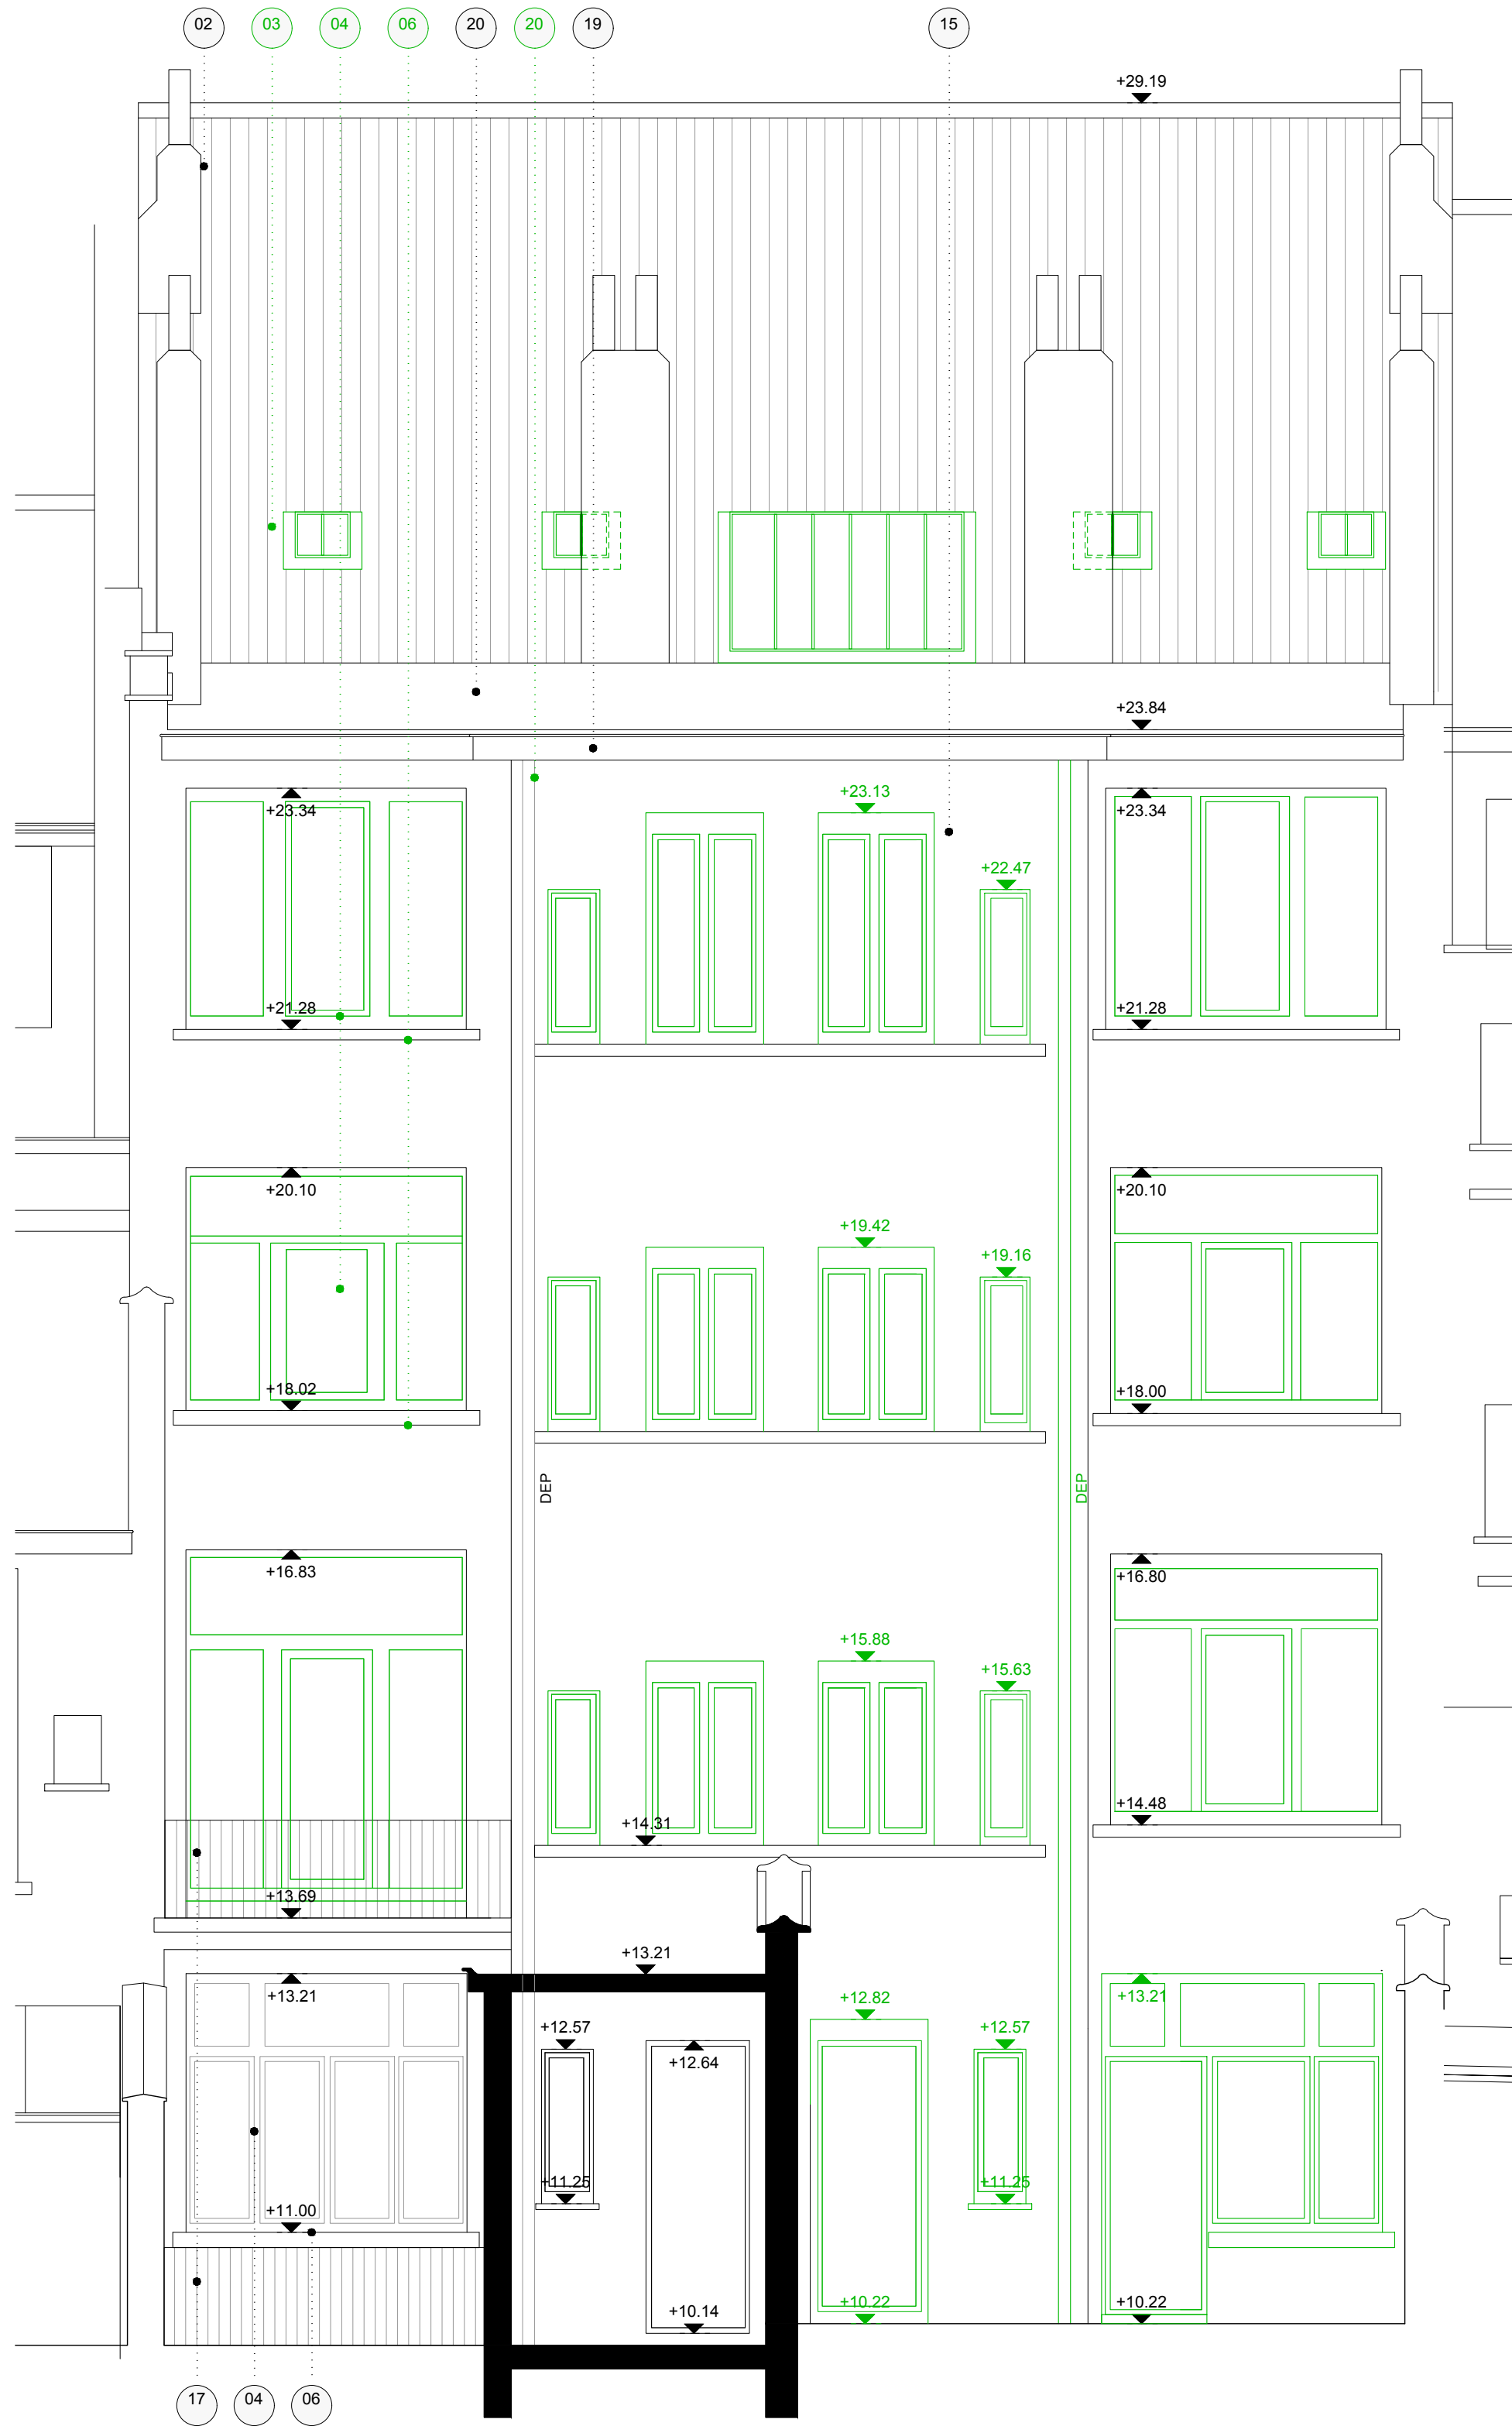 02 03 04 06 20 20 19 15
+29.19
+23.84
+23.34 +23.13 +23.34
+22.47
+21.28 +21.28
+20.10 +19.42 +20.10
+19.16
+18.02 +18.00
DEP DEP
+16.83 +16.80
+15.88
+15.63
+14.31 +14.48
+13.69
+13.21
+13.21 +12.82 +13.21
+12.57 +12.57
+12.64
+11.25 +11.25
+11.00
+10.14 +10.22 +10.22
17 04 06